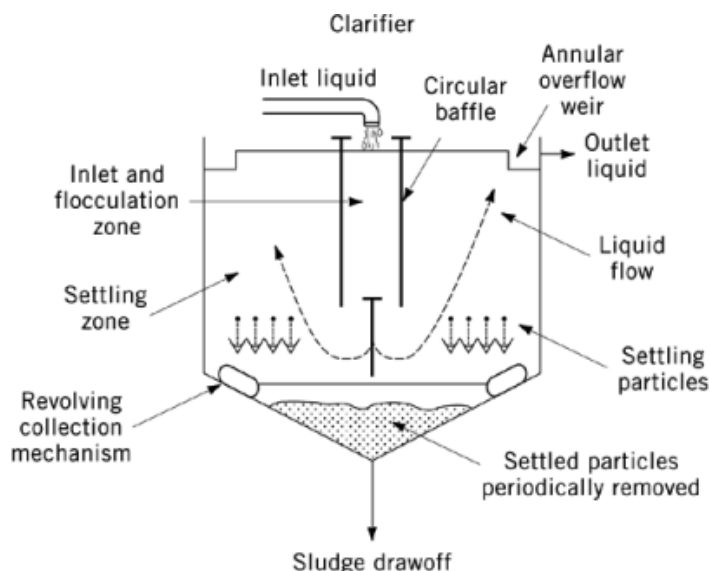 Clarifier
Inlet liquid
Circular
baffle
Annular
overflow
weir
Outlet
liquid
Inlet and
flocculation
zone
Liquid
flow
Settling
zone
Settling
particles
Revolving
collection
mechanism
Settled particles
periodically removed
Sludge drawoff